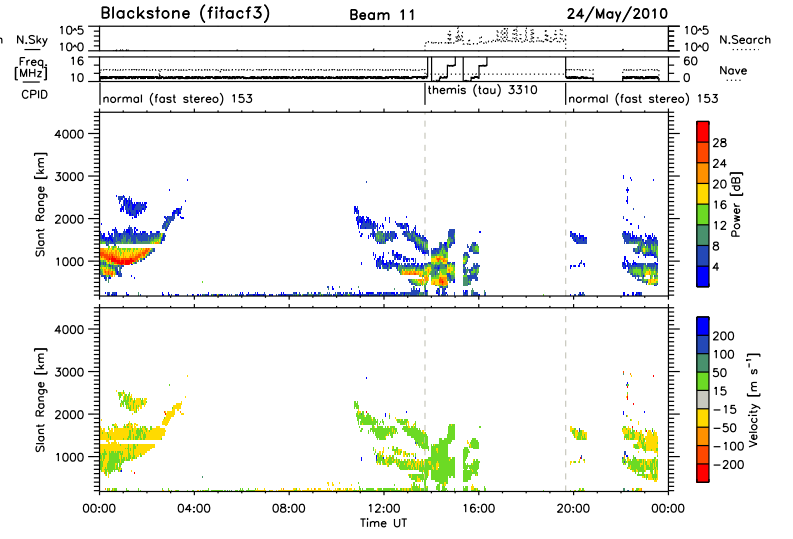 Blackstone (fitacf3) Beam 11 24/May/2010
n N.Sky 10^5 10^0 10^5 10^0 N.Search
Freq. [MHz] 16 10 60 0 Nave
CPID normal (fast stereo) 153 themis (tau) 3310 normal (fast stereo) 153
Slant Range [km]
4000
3000
2000
1000
28
24
20
16
12
8
4
Power [dB]
Slant Range [km]
4000
3000
2000
1000
200
100
50
15
-15
-50
-100
-200
Velocity [m s⁻¹]
00:00 04:00 08:00 12:00 16:00 20:00 00:00
Time UT